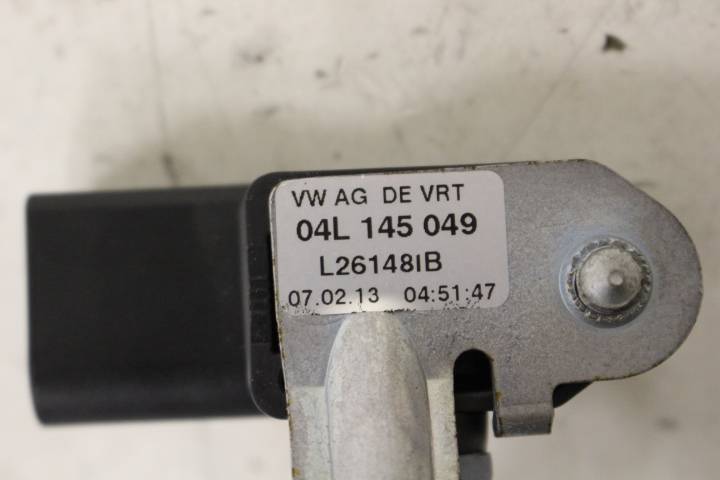 VW AG DE VRT
04L 145 049
L26148IB
07.02.13 04:51:47